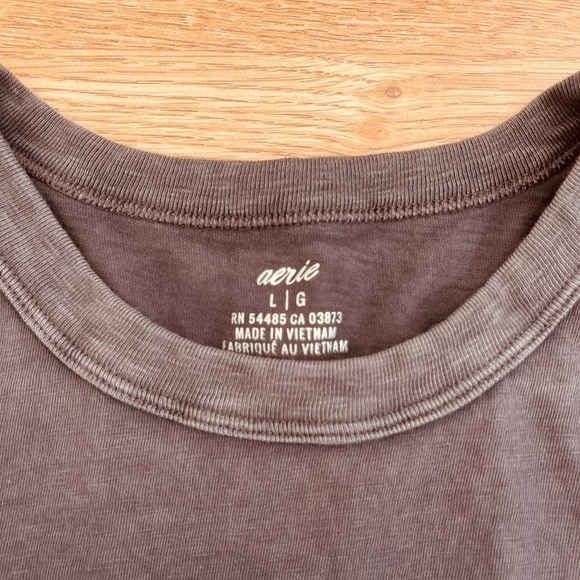 aerie
L | G
RN 54485 CA 03873
MADE IN VIETNAM
FABRIQUÉ AU VIETNAM